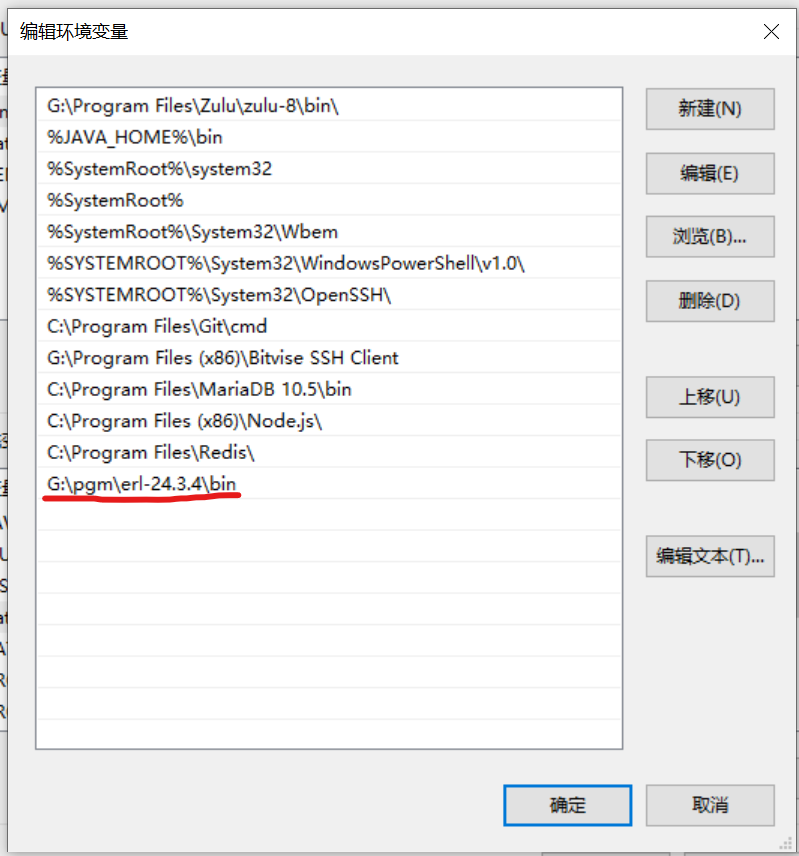 编辑环境变量
G:\Program Files\Zulu\zulu-8\bin\
%JAVA_HOME%\bin
%SystemRoot%\system32
%SystemRoot%
%SystemRoot%\System32\Wbem
%SYSTEMROOT%\System32\WindowsPowerShell\v1.0\
%SYSTEMROOT%\System32\OpenSSH\
C:\Program Files\Git\cmd
G:\Program Files (x86)\Bitvise SSH Client
C:\Program Files\MariaDB 10.5\bin
C:\Program Files (x86)\Node.js\
C:\Program Files\Redis\
G:\pgm\erl-24.3.4\bin
新建(N)
编辑(E)
浏览(B)...
删除(D)
上移(U)
下移(O)
编辑文本(T)...
确定
取消